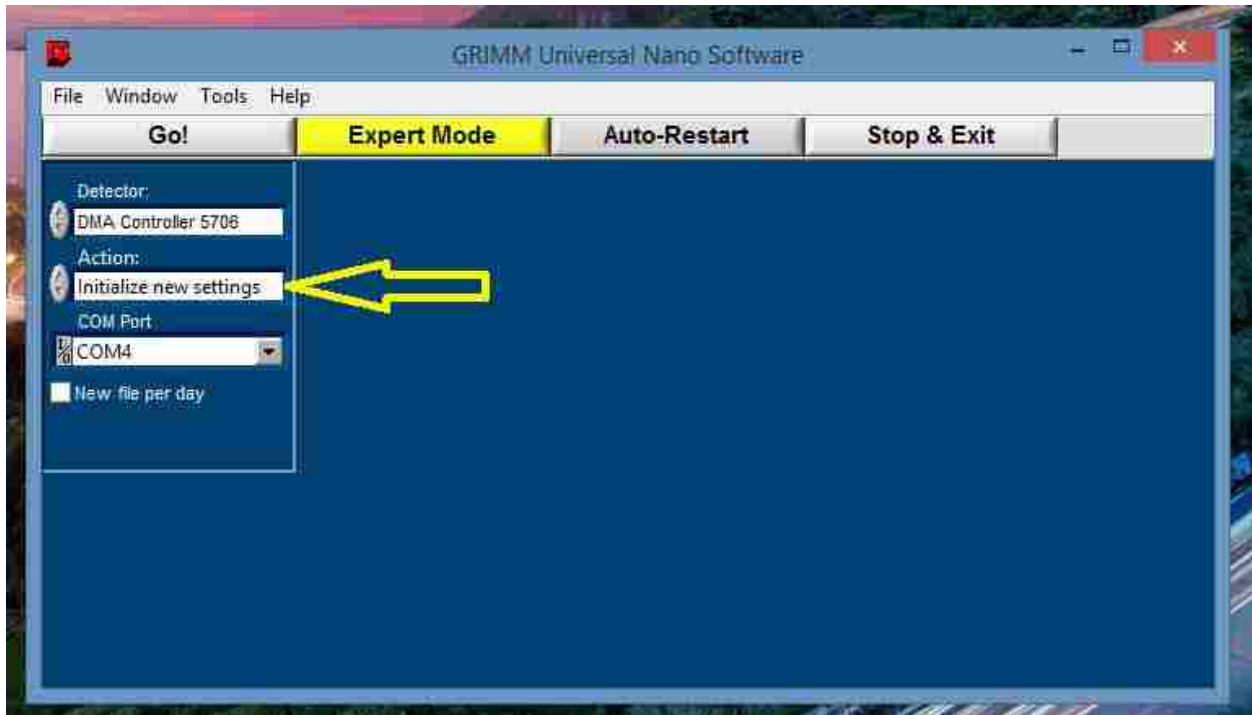 GRIMM Universal Nano Software
File Window Tools Help
Go! Expert Mode Auto-Restart Stop & Exit
Detector:
DMA Controller 5706
Action:
Initialize new settings
COM Port
COM4
New file per day